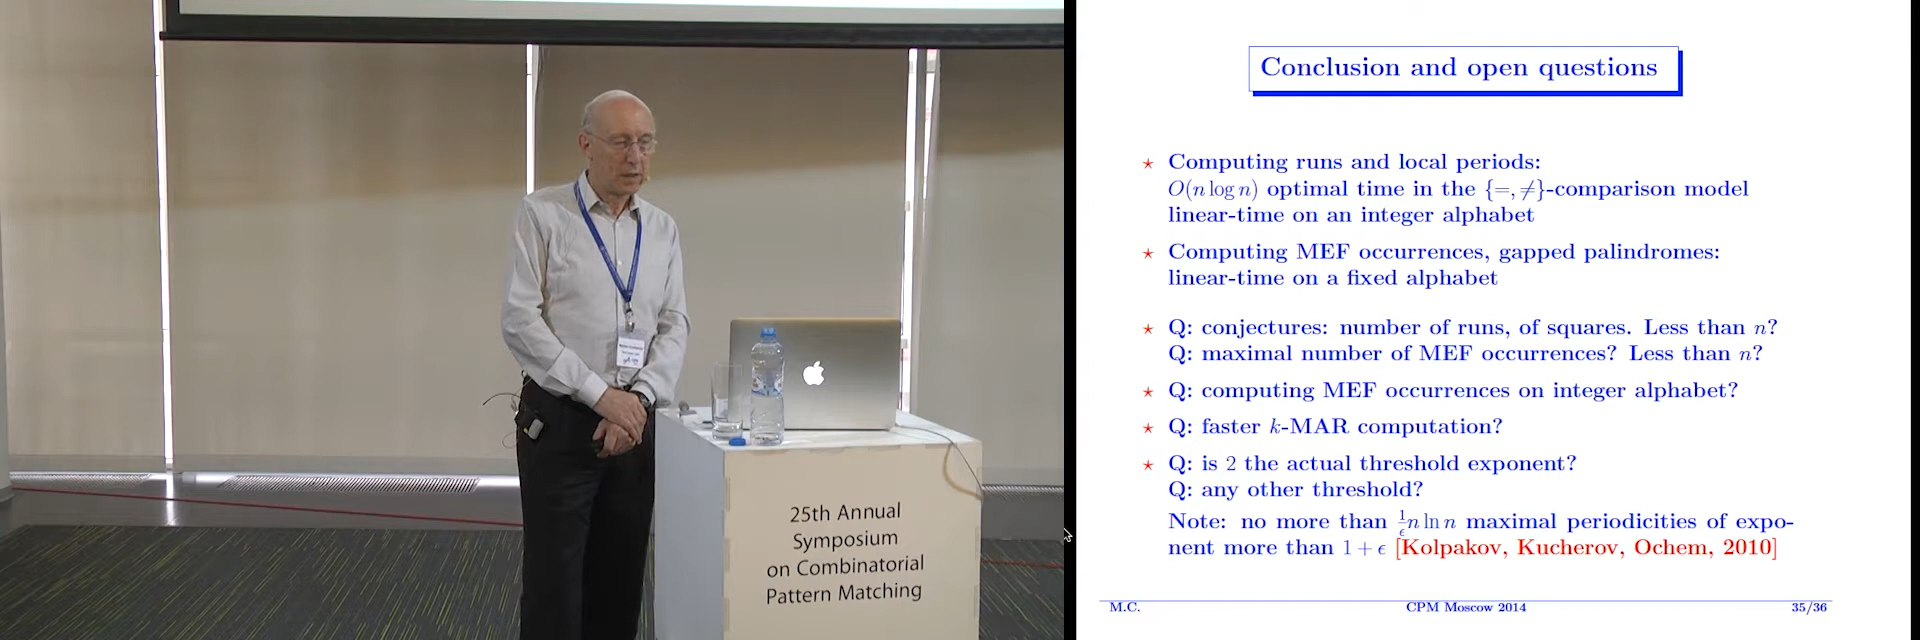 25th Annual
Symposium
on Combinatorial
Pattern Matching
Conclusion and open questions
⋆ Computing runs and local periods:
O(n log n) optimal time in the {=, ≠}-comparison model
linear-time on an integer alphabet
⋆ Computing MEF occurrences, gapped palindromes:
linear-time on a fixed alphabet
⋆ Q: conjectures: number of runs, of squares. Less than n?
Q: maximal number of MEF occurrences? Less than n?
⋆ Q: computing MEF occurrences on integer alphabet?
⋆ Q: faster k-MAR computation?
⋆ Q: is 2 the actual threshold exponent?
Q: any other threshold?
Note: no more than 1/ϵ n ln n maximal periodicities of expo-
nent more than 1 + ϵ [Kolpakov, Kucherov, Ochem, 2010]
M.C. CPM Moscow 2014 35/36